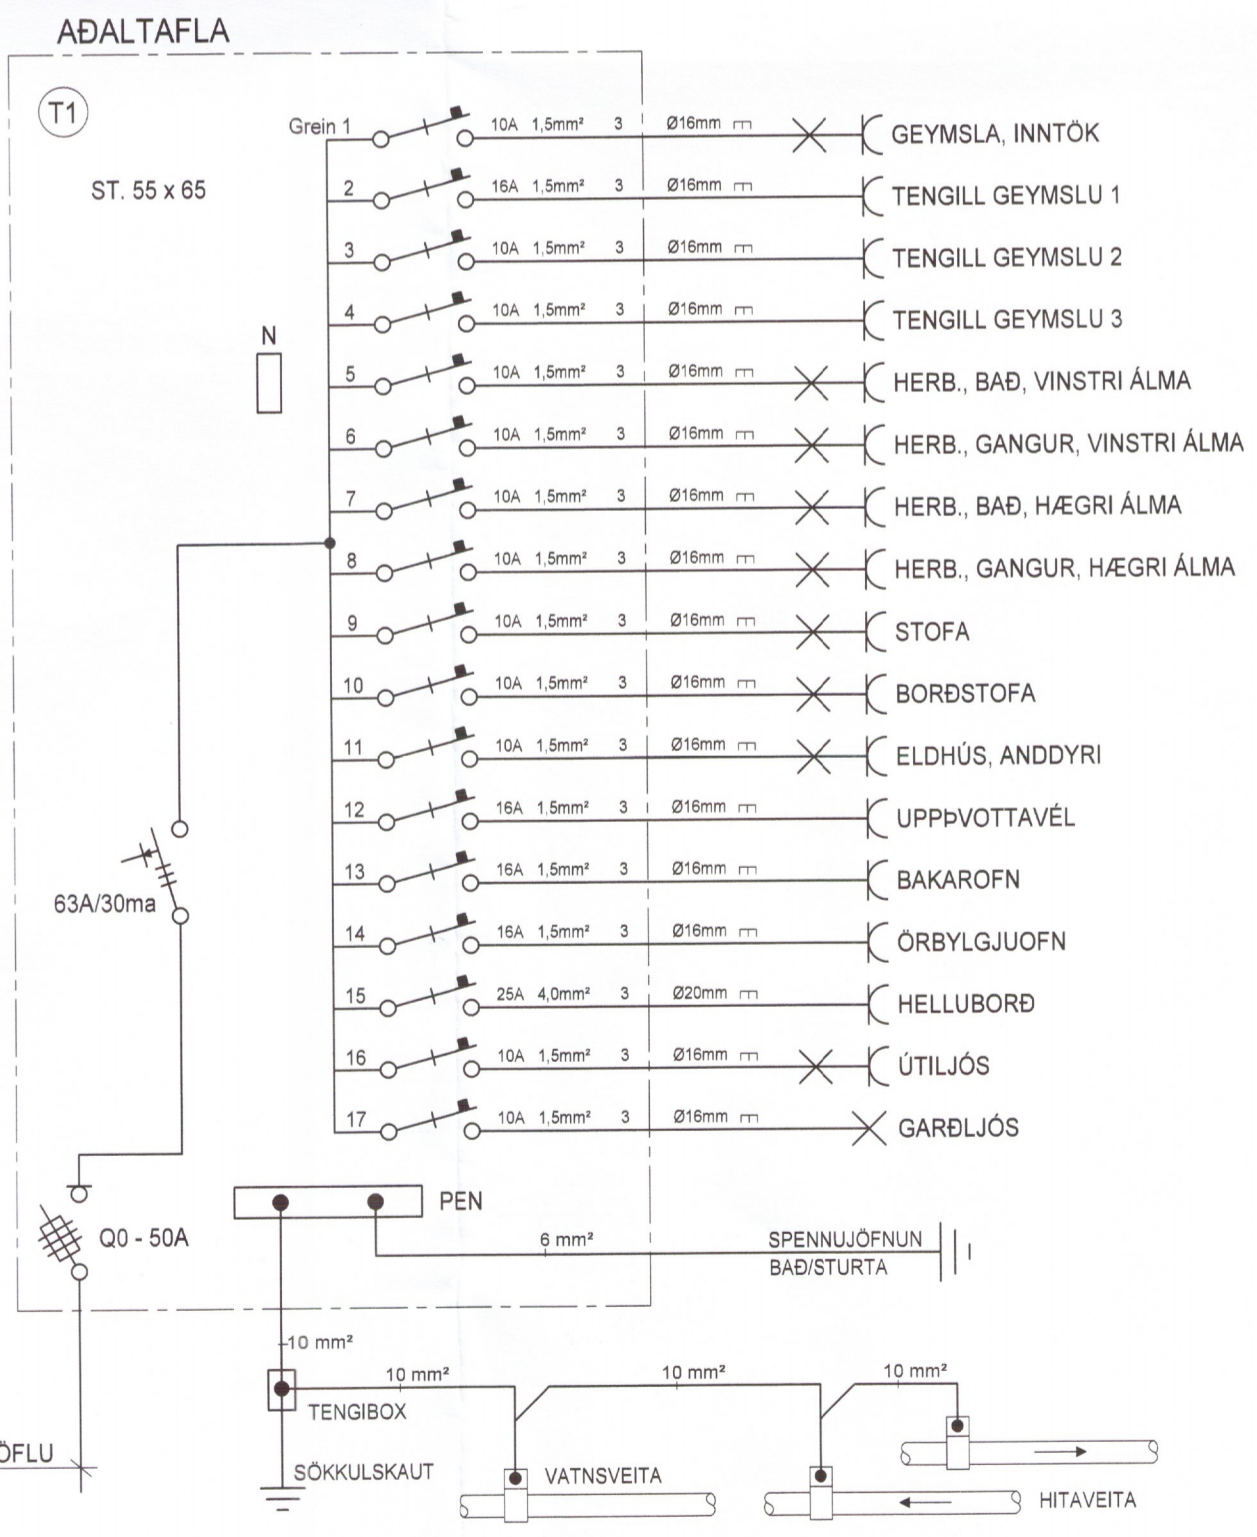 AÐALTAFLA
T1
ST. 55 x 65
N
Grein 1 10A 1,5mm² 3 Ø16mm GEYMSLA, INNTÖK
2 16A 1,5mm² 3 Ø16mm TENGILL GEYMSLU 1
3 10A 1,5mm² 3 Ø16mm TENGILL GEYMSLU 2
4 10A 1,5mm² 3 Ø16mm TENGILL GEYMSLU 3
5 10A 1,5mm² 3 Ø16mm HERB., BAÐ, VINSTRI ÁLMA
6 10A 1,5mm² 3 Ø16mm HERB., GANGUR, VINSTRI ÁLMA
7 10A 1,5mm² 3 Ø16mm HERB., BAÐ, HÆGRI ÁLMA
8 10A 1,5mm² 3 Ø16mm HERB., GANGUR, HÆGRI ÁLMA
9 10A 1,5mm² 3 Ø16mm STOFA
10 10A 1,5mm² 3 Ø16mm BORÐSTOFA
11 10A 1,5mm² 3 Ø16mm ELDHÚS, ANDDYRI
12 16A 1,5mm² 3 Ø16mm UPPÞVOTTAVÉL
13 16A 1,5mm² 3 Ø16mm BAKAROFN
14 16A 1,5mm² 3 Ø16mm ÖRBYLGJUOFN
15 25A 4,0mm² 3 Ø20mm HELLUBORÐ
16 10A 1,5mm² 3 Ø16mm ÚTILJÓS
17 10A 1,5mm² 3 Ø16mm GARÐLJÓS
63A/30ma
Q0 - 50A
PEN
6 mm²
SPENNUJÖFNUN
BAÐ/STURTA
10 mm²
10 mm²
10 mm²
10 mm²
TENGIBOX
SÖKKULSKAUT
VATNSVEITA
HITAVEITA
ÖFLU